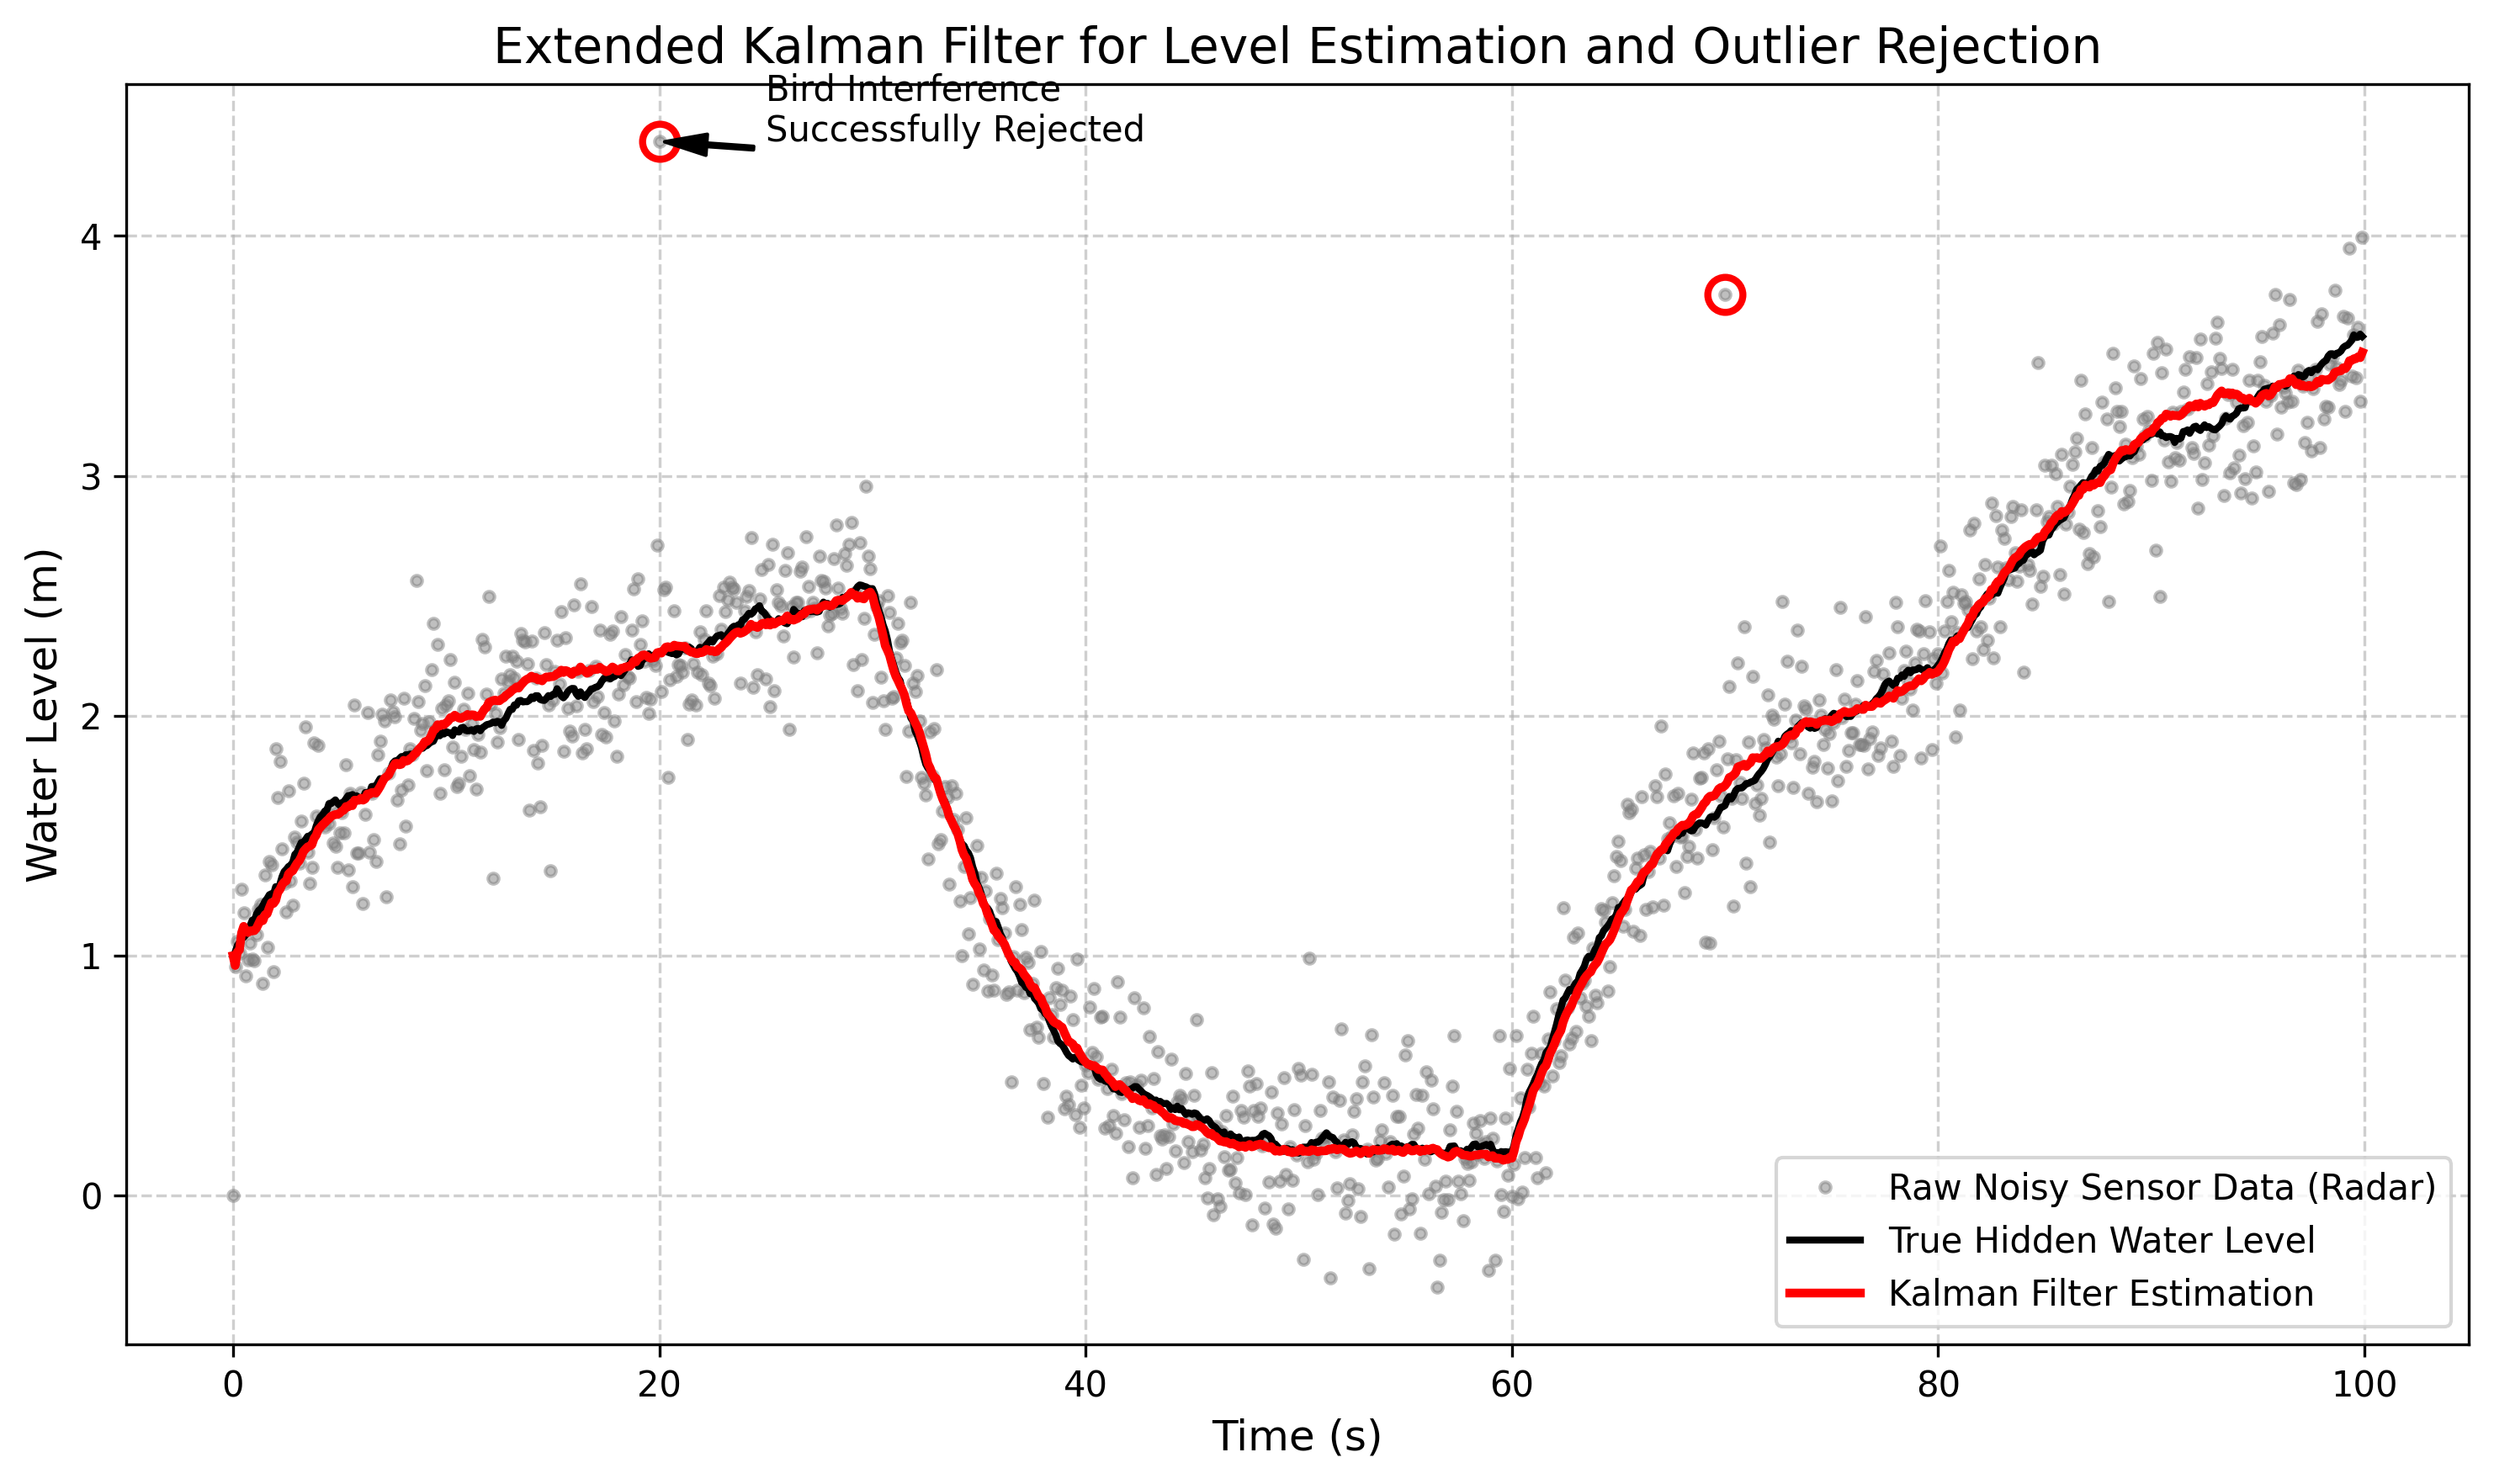 Extended Kalman Filter for Level Estimation and Outlier Rejection
Bird Interference
Successfully Rejected
4
3
2
1
0
Water Level (m)
0
20
40
60
80
100
Time (s)
Raw Noisy Sensor Data (Radar)
True Hidden Water Level
Kalman Filter Estimation